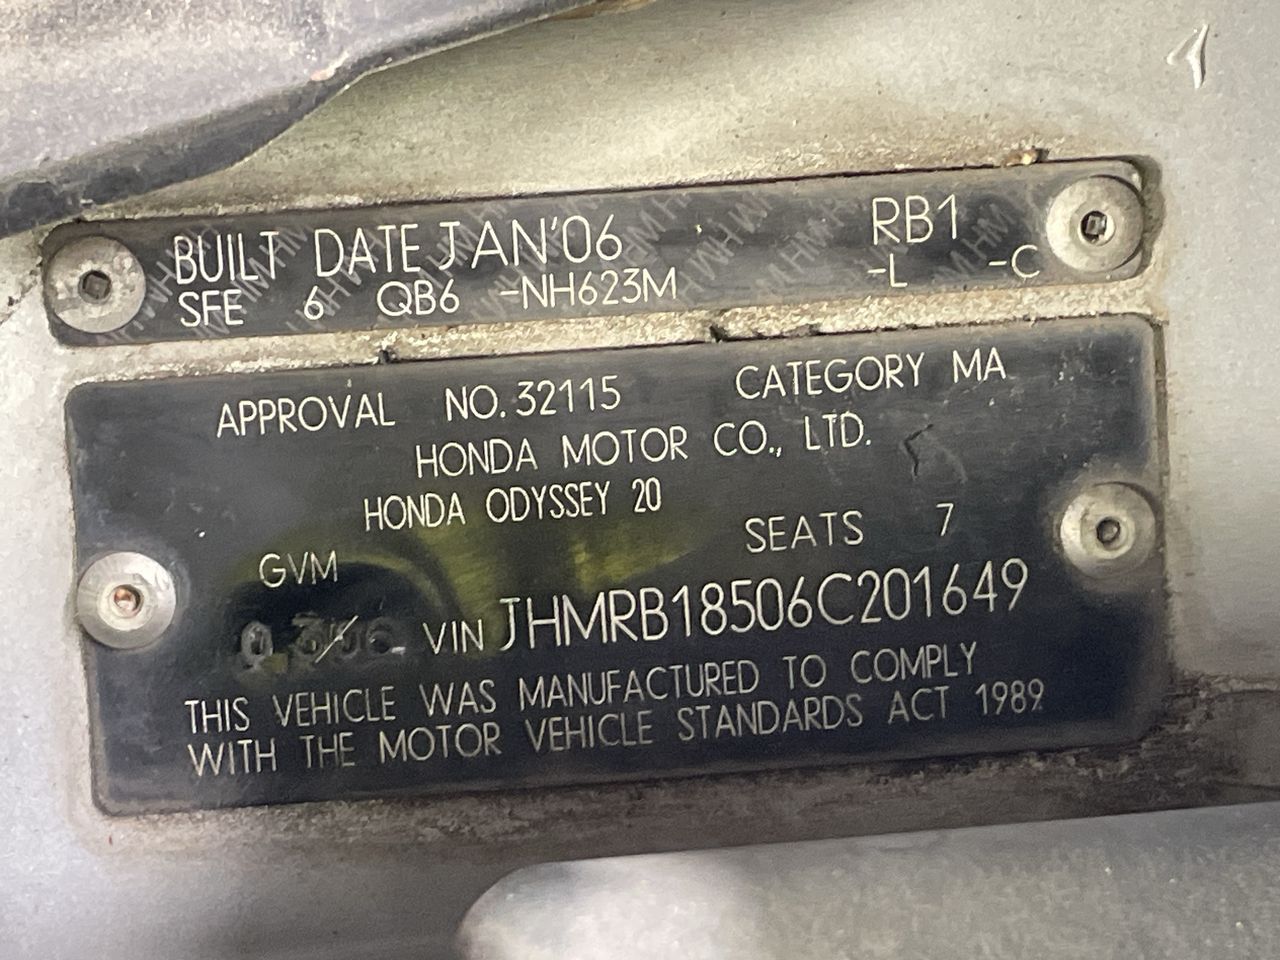 BUILT DATE JAN'06 RB1
SFE 6 QB6 -NH623M -L -C
APPROVAL NO. 32115 CATEGORY MA
HONDA MOTOR CO., LTD.
HONDA ODYSSEY 20
GVM SEATS 7
03/06 VIN JHMRB18506C201649
THIS VEHICLE WAS MANUFACTURED TO COMPLY
WITH THE MOTOR VEHICLE STANDARDS ACT 1989